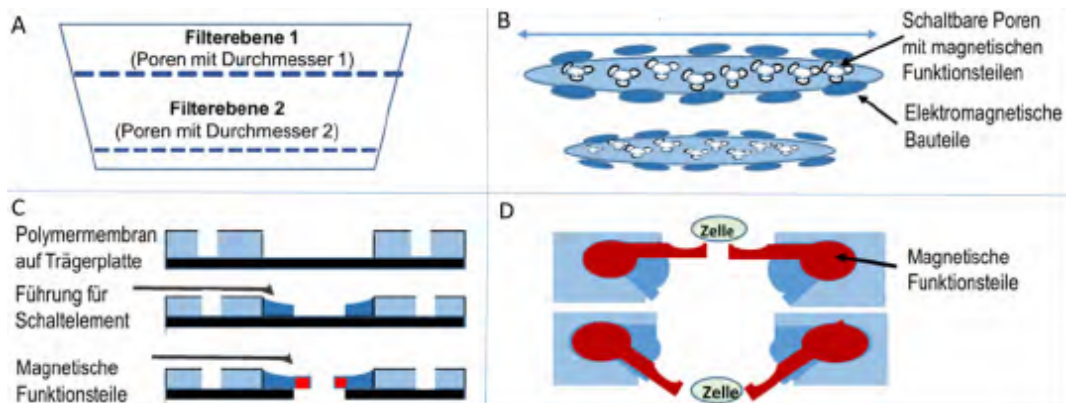 A
Filterebene 1
(Poren mit Durchmesser 1)
Filterebene 2
(Poren mit Durchmesser 2)
B
Schaltbare Poren
mit magnetischen
Funktionsteilen
Elektromagnetische
Bauteile
C
Polymermembran
auf Trägerplatte
Führung für
Schaltelement
Magnetische
Funktionsteile
D
Zelle
Magnetische
Funktionsteile
Zelle